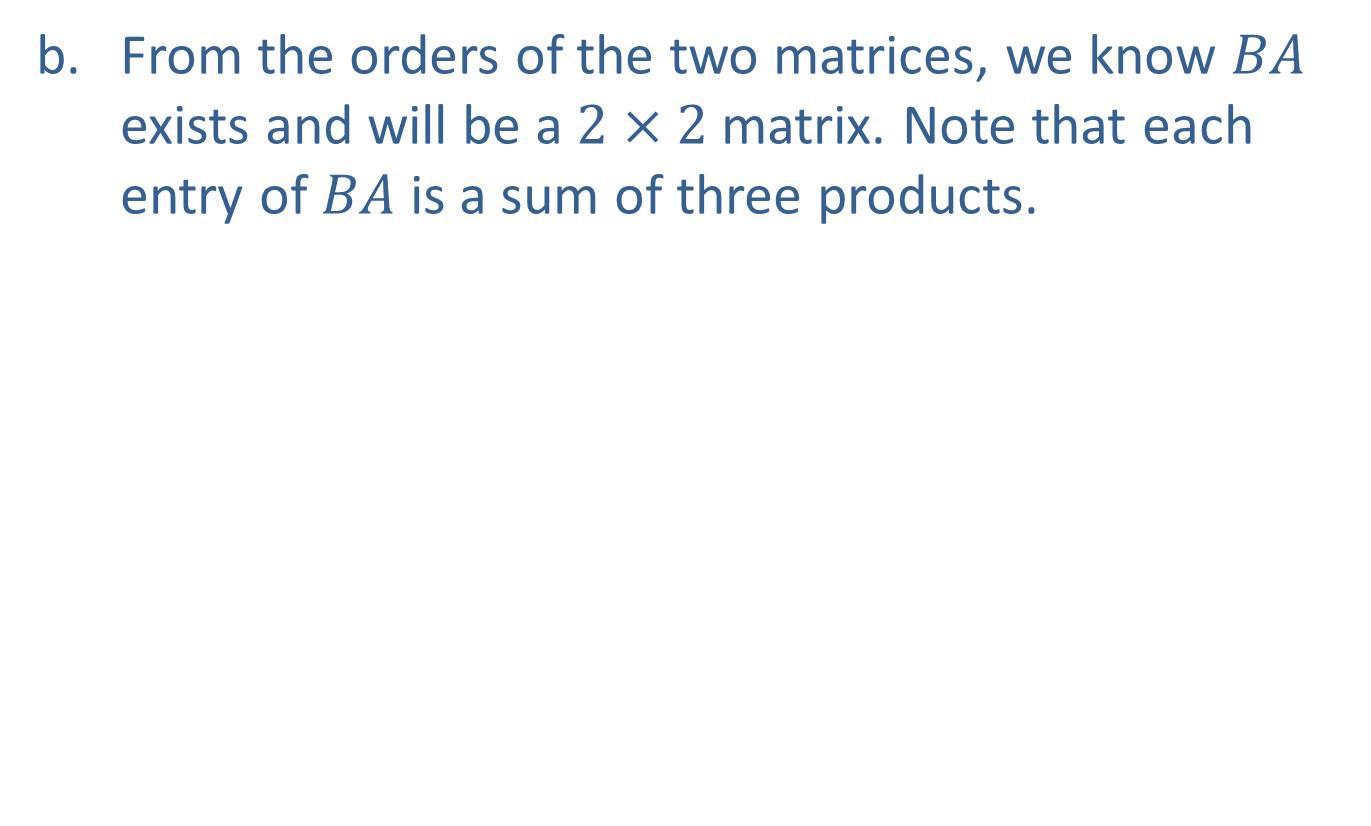 b. From the orders of the two matrices, we know BA
exists and will be a 2 × 2 matrix. Note that each
entry of BA is a sum of three products.